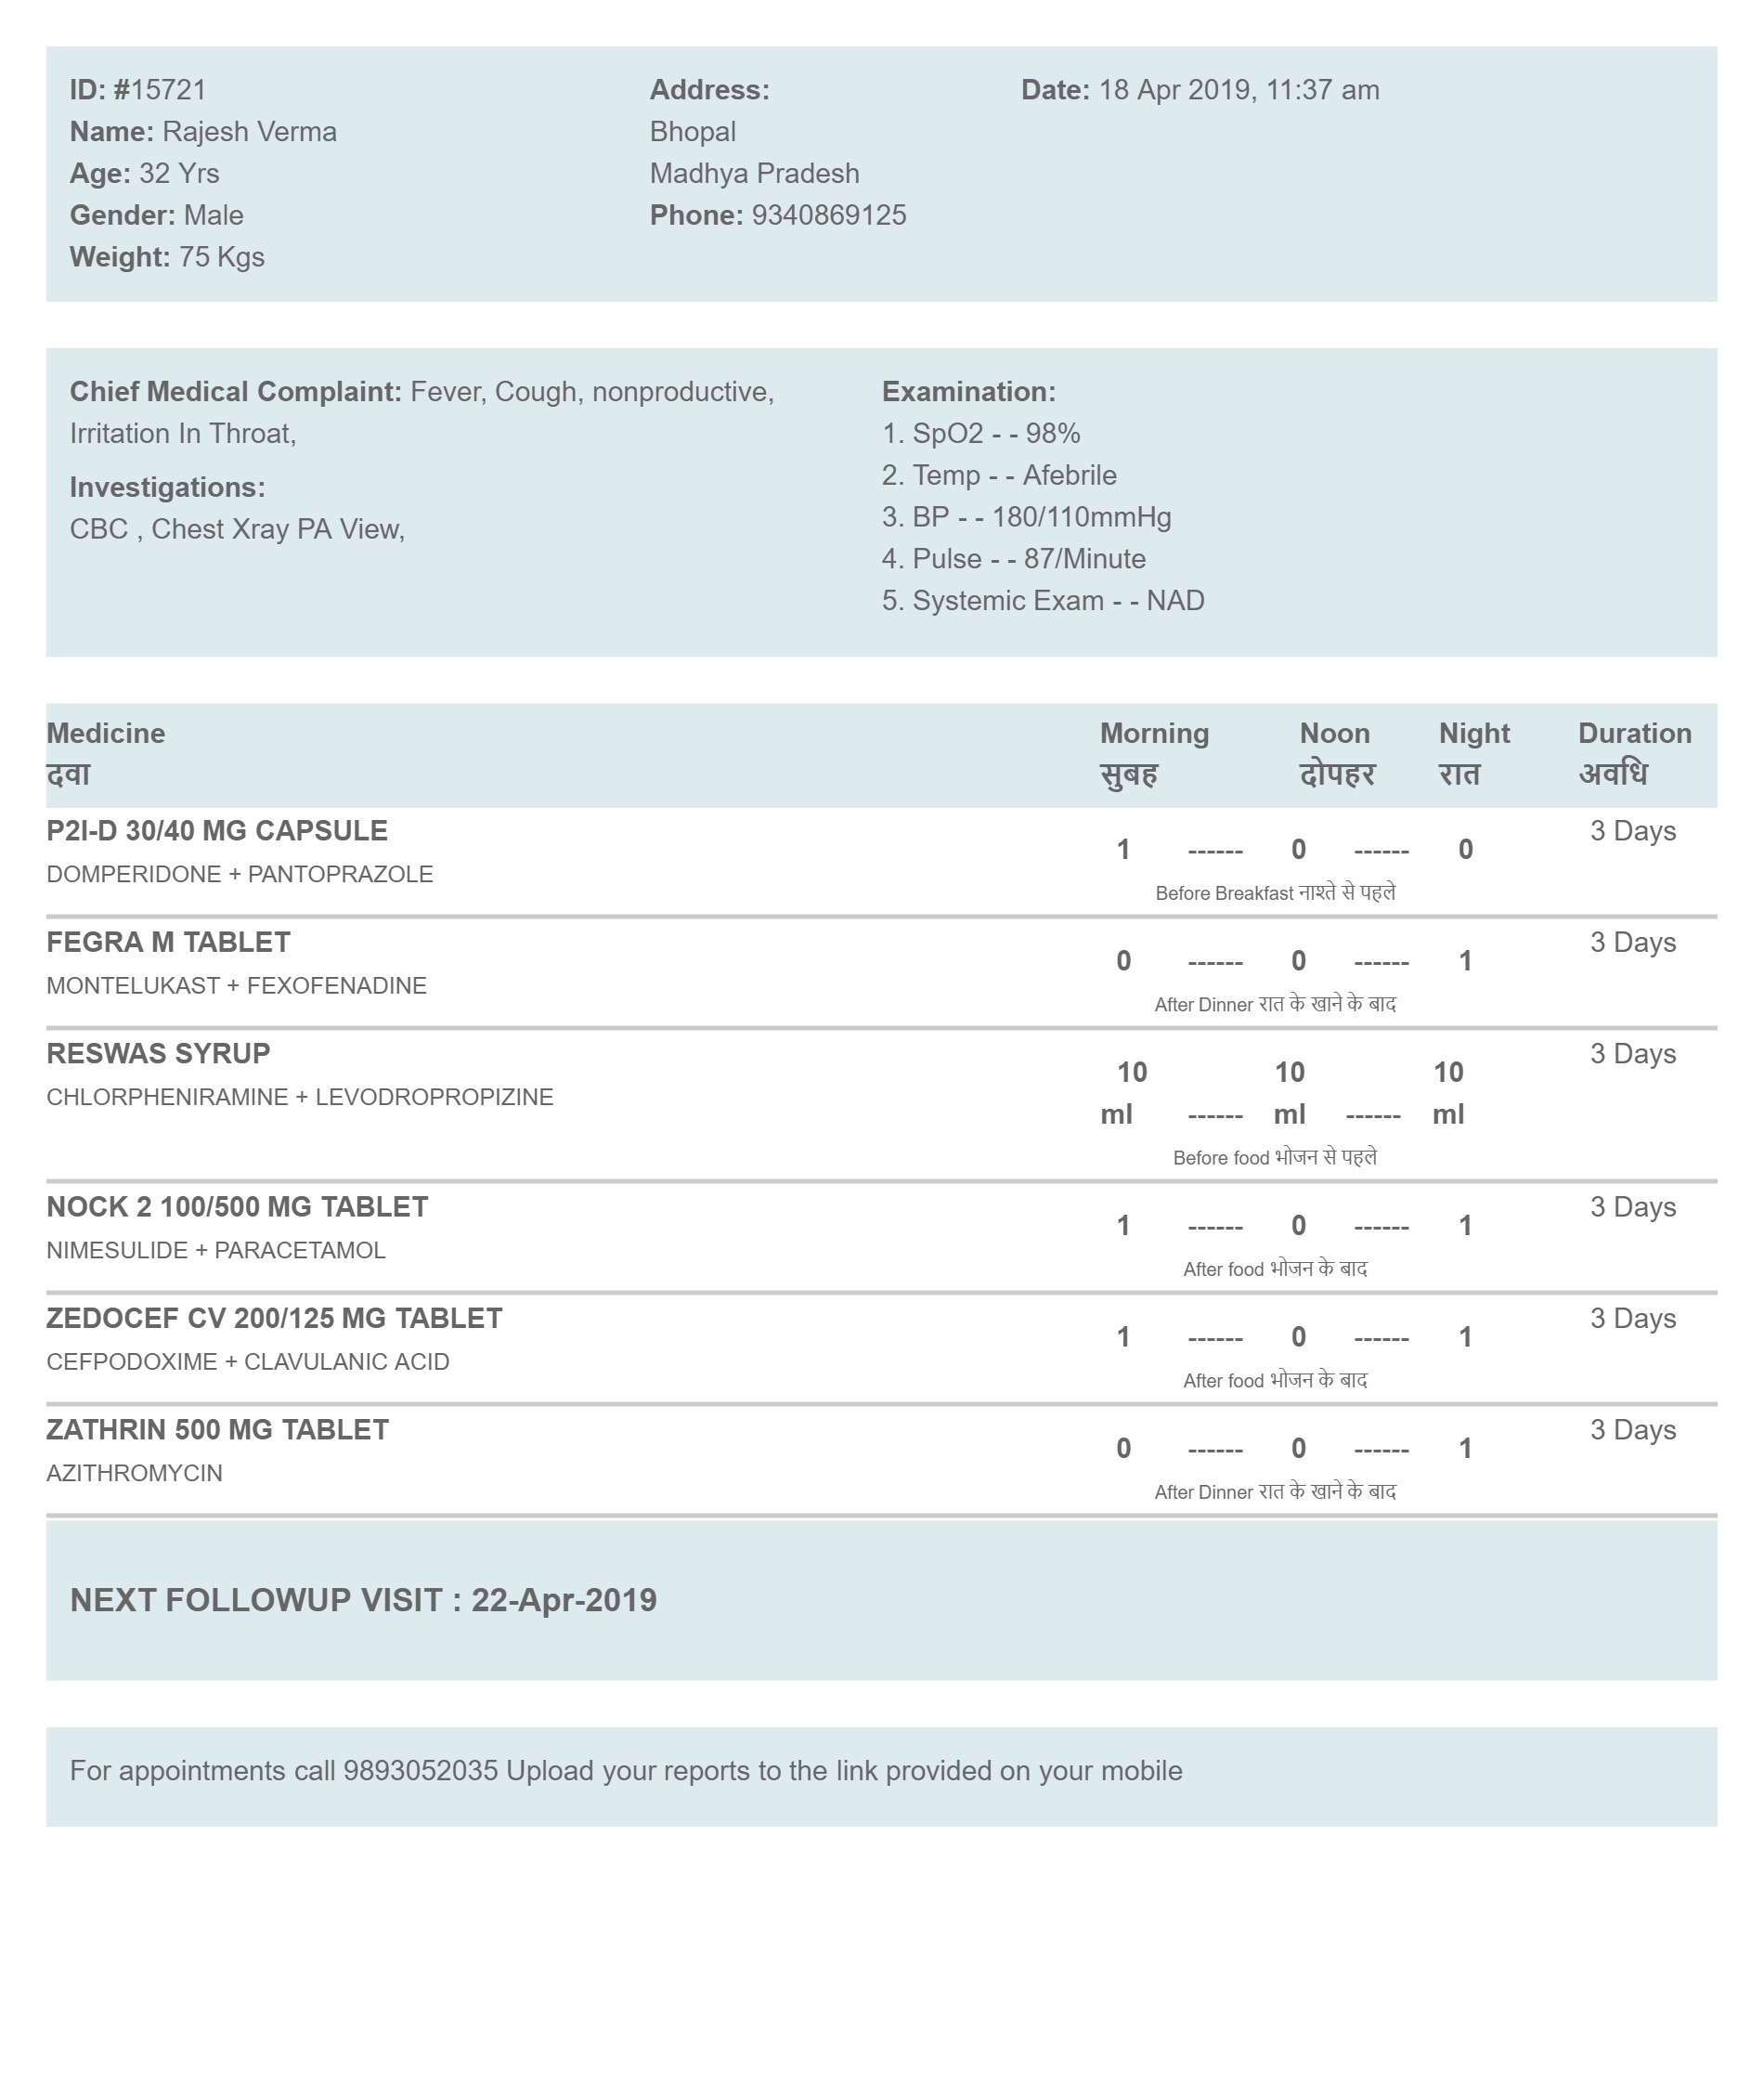 ID: #15721
Name: Rajesh Verma
Age: 32 Yrs
Gender: Male
Weight: 75 Kgs
Address:
Bhopal
Madhya Pradesh
Phone: 9340869125
Date: 18 Apr 2019, 11:37 am
Chief Medical Complaint: Fever, Cough, nonproductive,
Irritation In Throat,
Investigations:
CBC , Chest Xray PA View,
Examination:
1. SpO2 - - 98%
2. Temp - - Afebrile
3. BP - - 180/110mmHg
4. Pulse - - 87/Minute
5. Systemic Exam - - NAD
Medicine Morning Noon Night Duration
दवा सुबह दोपहर रात अवधि
P2I-D 30/40 MG CAPSULE 3 Days
1 ------ 0 ------ 0
DOMPERIDONE + PANTOPRAZOLE
Before Breakfast नाश्ते से पहले
FEGRA M TABLET 3 Days
0 ------ 0 ------ 1
MONTELUKAST + FEXOFENADINE
After Dinner रात के खाने के बाद
RESWAS SYRUP 3 Days
10 10 10
CHLORPHENIRAMINE + LEVODROPROPIZINE
ml ------ ml ------ ml
Before food भोजन से पहले
NOCK 2 100/500 MG TABLET 3 Days
1 ------ 0 ------ 1
NIMESULIDE + PARACETAMOL
After food भोजन के बाद
ZEDOCEF CV 200/125 MG TABLET 3 Days
1 ------ 0 ------ 1
CEFPODOXIME + CLAVULANIC ACID
After food भोजन के बाद
ZATHRIN 500 MG TABLET 3 Days
0 ------ 0 ------ 1
AZITHROMYCIN
After Dinner रात के खाने के बाद
NEXT FOLLOWUP VISIT : 22-Apr-2019
For appointments call 9893052035 Upload your reports to the link provided on your mobile